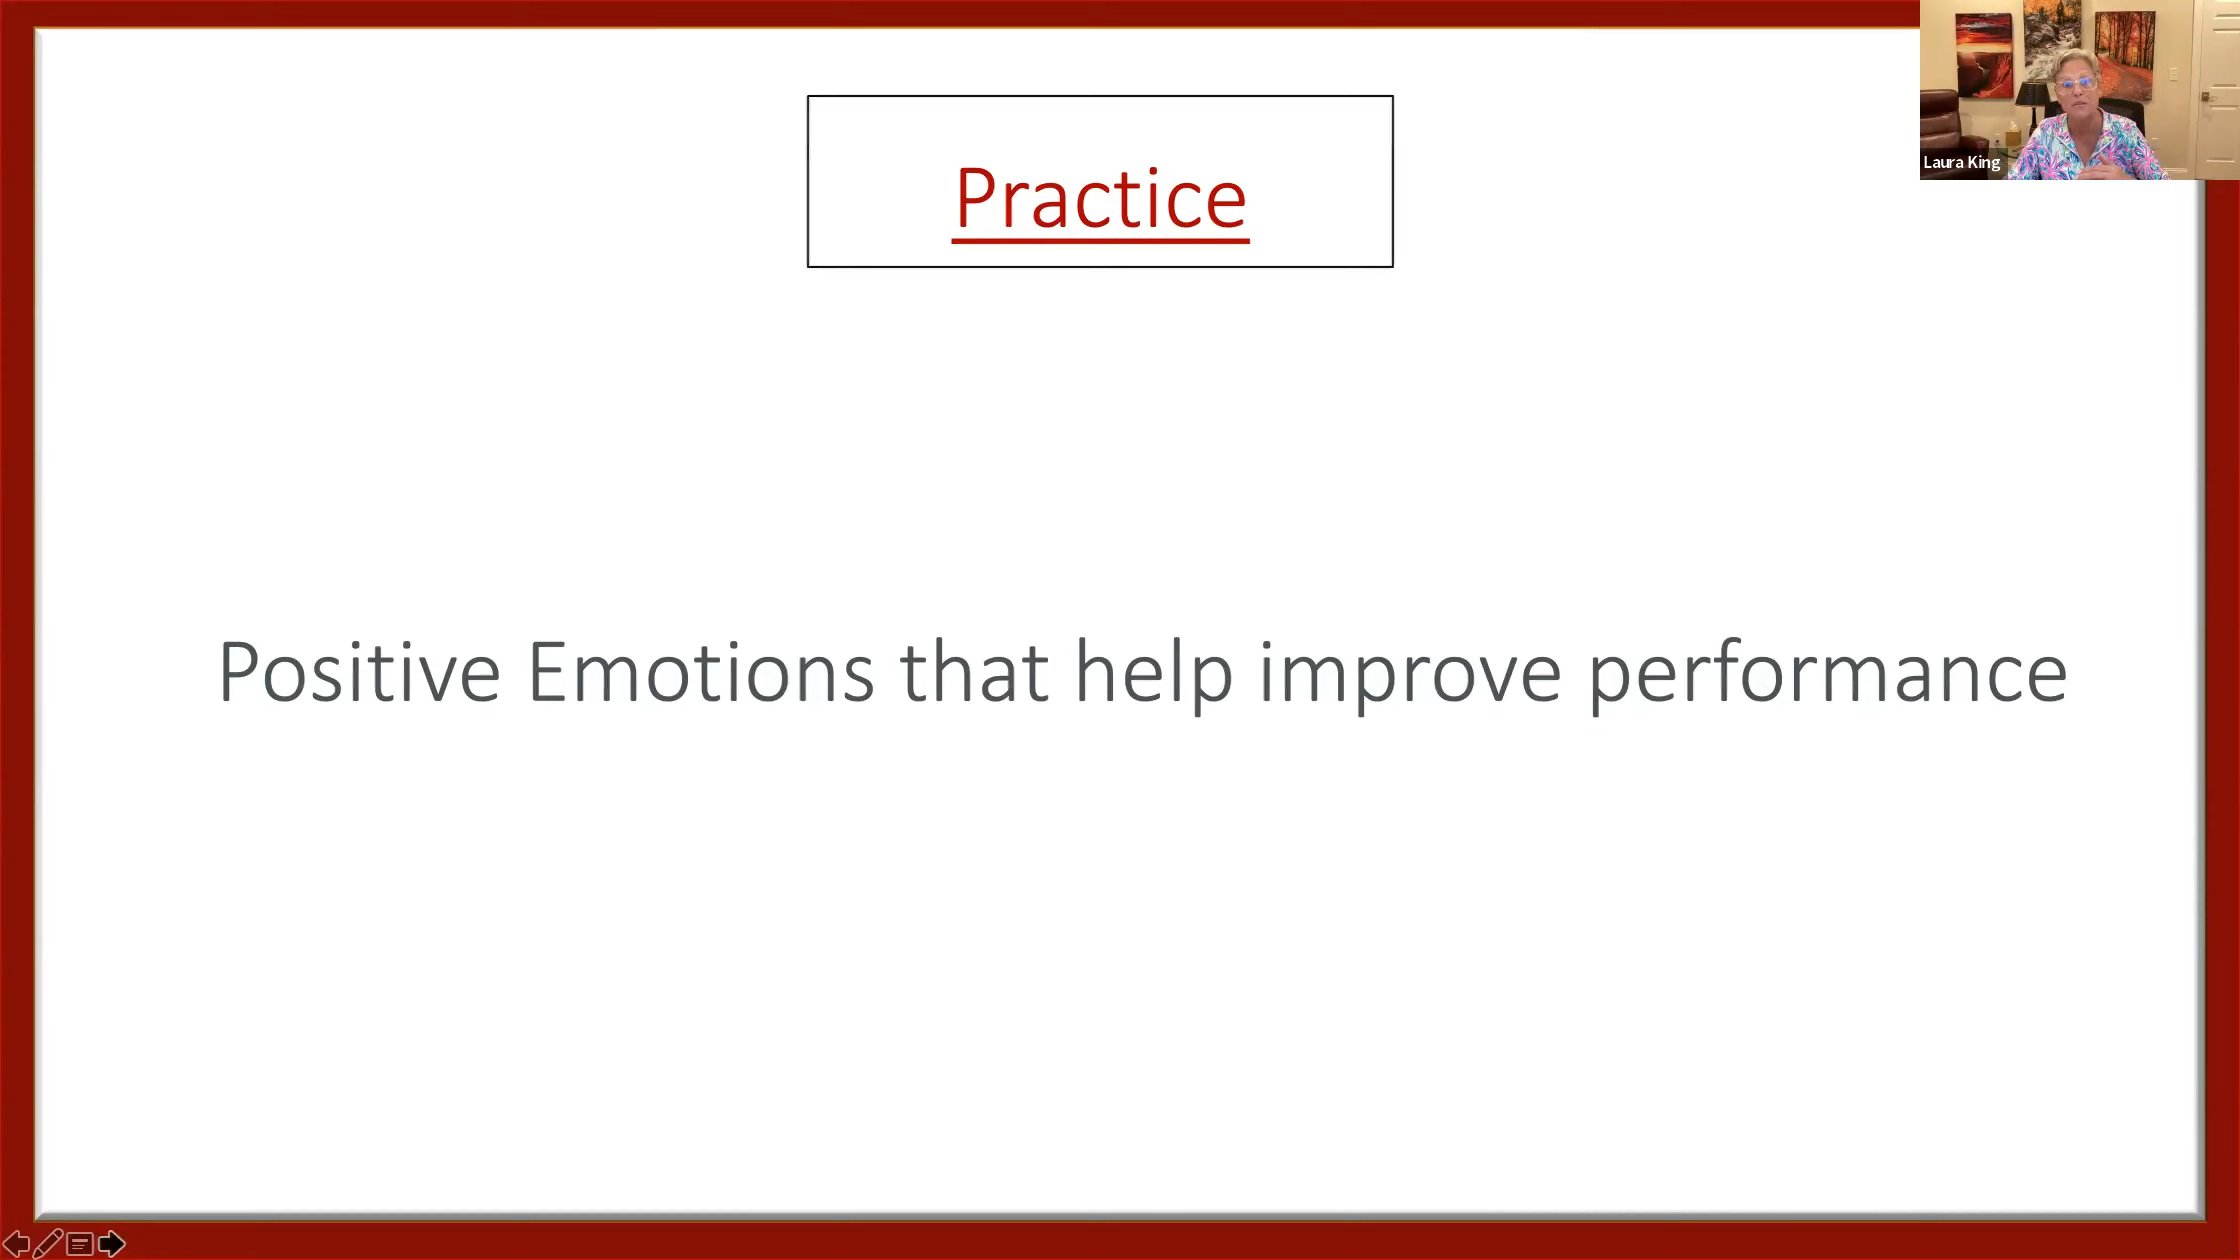 Practice
Laura King
Positive Emotions that help improve performance